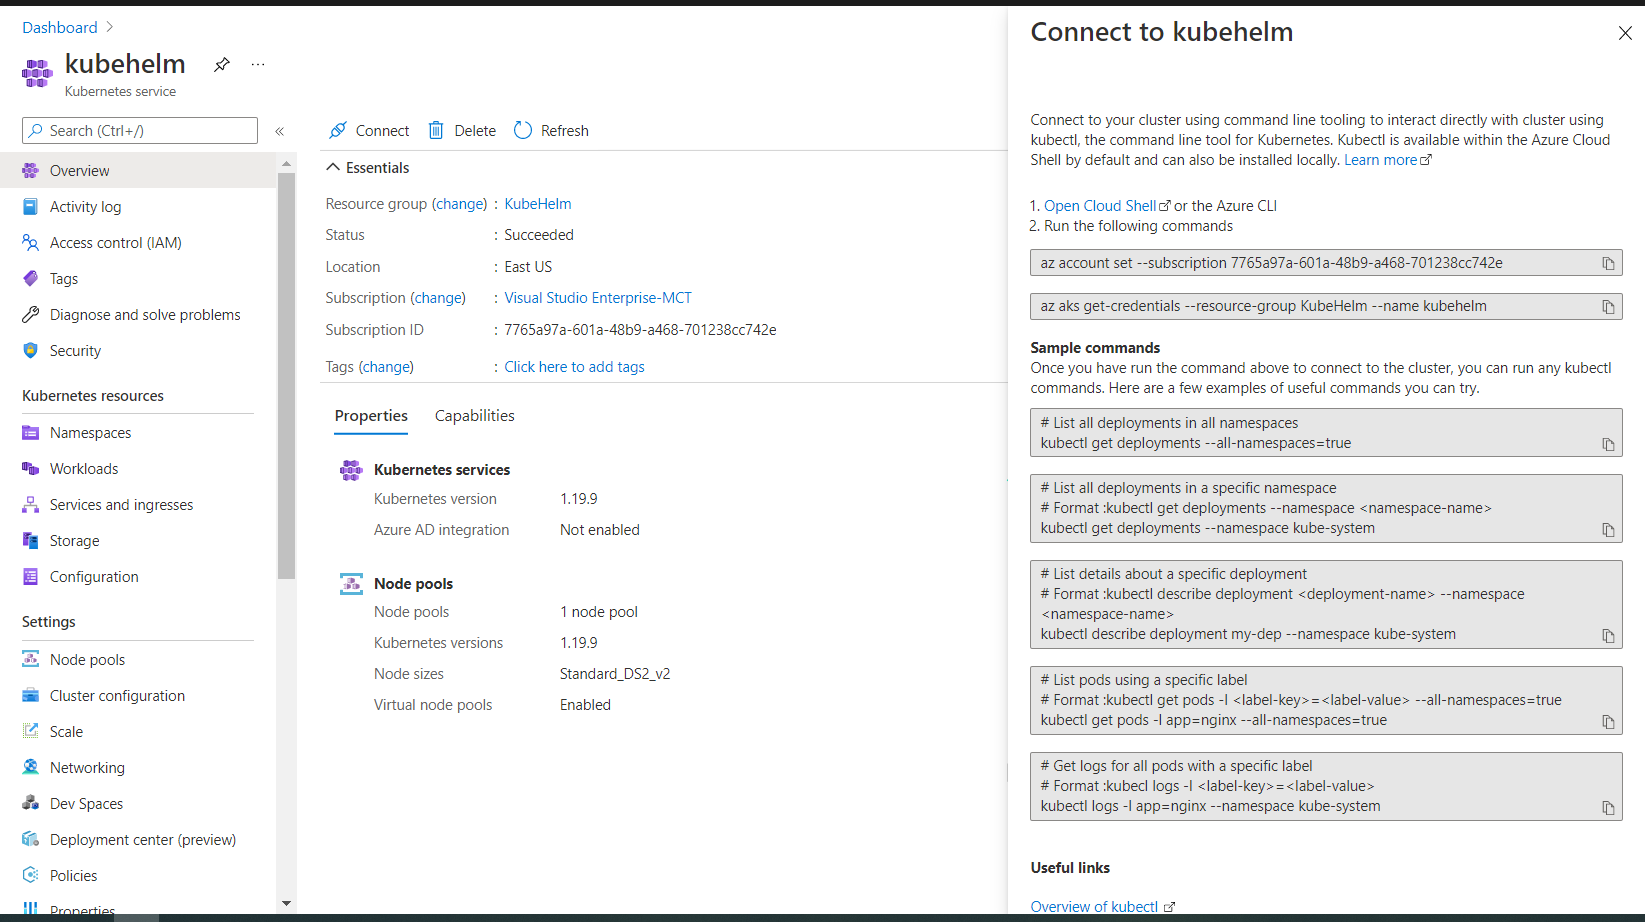 Dashboard
kubehelm
Kubernetes service
Search (Ctrl+/)
Overview
Activity log
Access control (IAM)
Tags
Diagnose and solve problems
Security
Kubernetes resources
Namespaces
Workloads
Services and ingresses
Storage
Configuration
Settings
Node pools
Cluster configuration
Scale
Networking
Dev Spaces
Deployment center (preview)
Policies
Properties
Connect Delete Refresh
Essentials
Resource group (change) : KubeHelm
Status : Succeeded
Location : East US
Subscription (change) : Visual Studio Enterprise-MCT
Subscription ID : 7765a97a-601a-48b9-a468-701238cc742e
Tags (change) : Click here to add tags
Properties Capabilities
Kubernetes services
Kubernetes version 1.19.9
Azure AD integration Not enabled
Node pools
Node pools 1 node pool
Kubernetes versions 1.19.9
Node sizes Standard_DS2_v2
Virtual node pools Enabled
Connect to kubehelm
Connect to your cluster using command line tooling to interact directly with cluster using
kubectl, the command line tool for Kubernetes. Kubectl is available within the Azure Cloud
Shell by default and can also be installed locally. Learn more
1. Open Cloud Shell or the Azure CLI
2. Run the following commands
az account set --subscription 7765a97a-601a-48b9-a468-701238cc742e
az aks get-credentials --resource-group KubeHelm --name kubehelm
Sample commands
Once you have run the command above to connect to the cluster, you can run any kubectl
commands. Here are a few examples of useful commands you can try.
# List all deployments in all namespaces
kubectl get deployments --all-namespaces=true
# List all deployments in a specific namespace
# Format :kubectl get deployments --namespace <namespace-name>
kubectl get deployments --namespace kube-system
# List details about a specific deployment
# Format :kubectl describe deployment <deployment-name> --namespace
<namespace-name>
kubectl describe deployment my-dep --namespace kube-system
# List pods using a specific label
# Format :kubectl get pods -l <label-key>=<label-value> --all-namespaces=true
kubectl get pods -l app=nginx --all-namespaces=true
# Get logs for all pods with a specific label
# Format :kubecl logs -l <label-key>=<label-value>
kubectl logs -l app=nginx --namespace kube-system
Useful links
Overview of kubectl